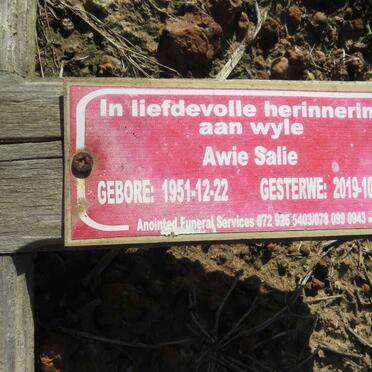 In liefdevolle herinnerin
aan wyle
Awie Salie
GEBORE: 1951-12-22 GESTERWE: 2019-10
Anointed Funeral Services 072 926 5403/078 099 0943